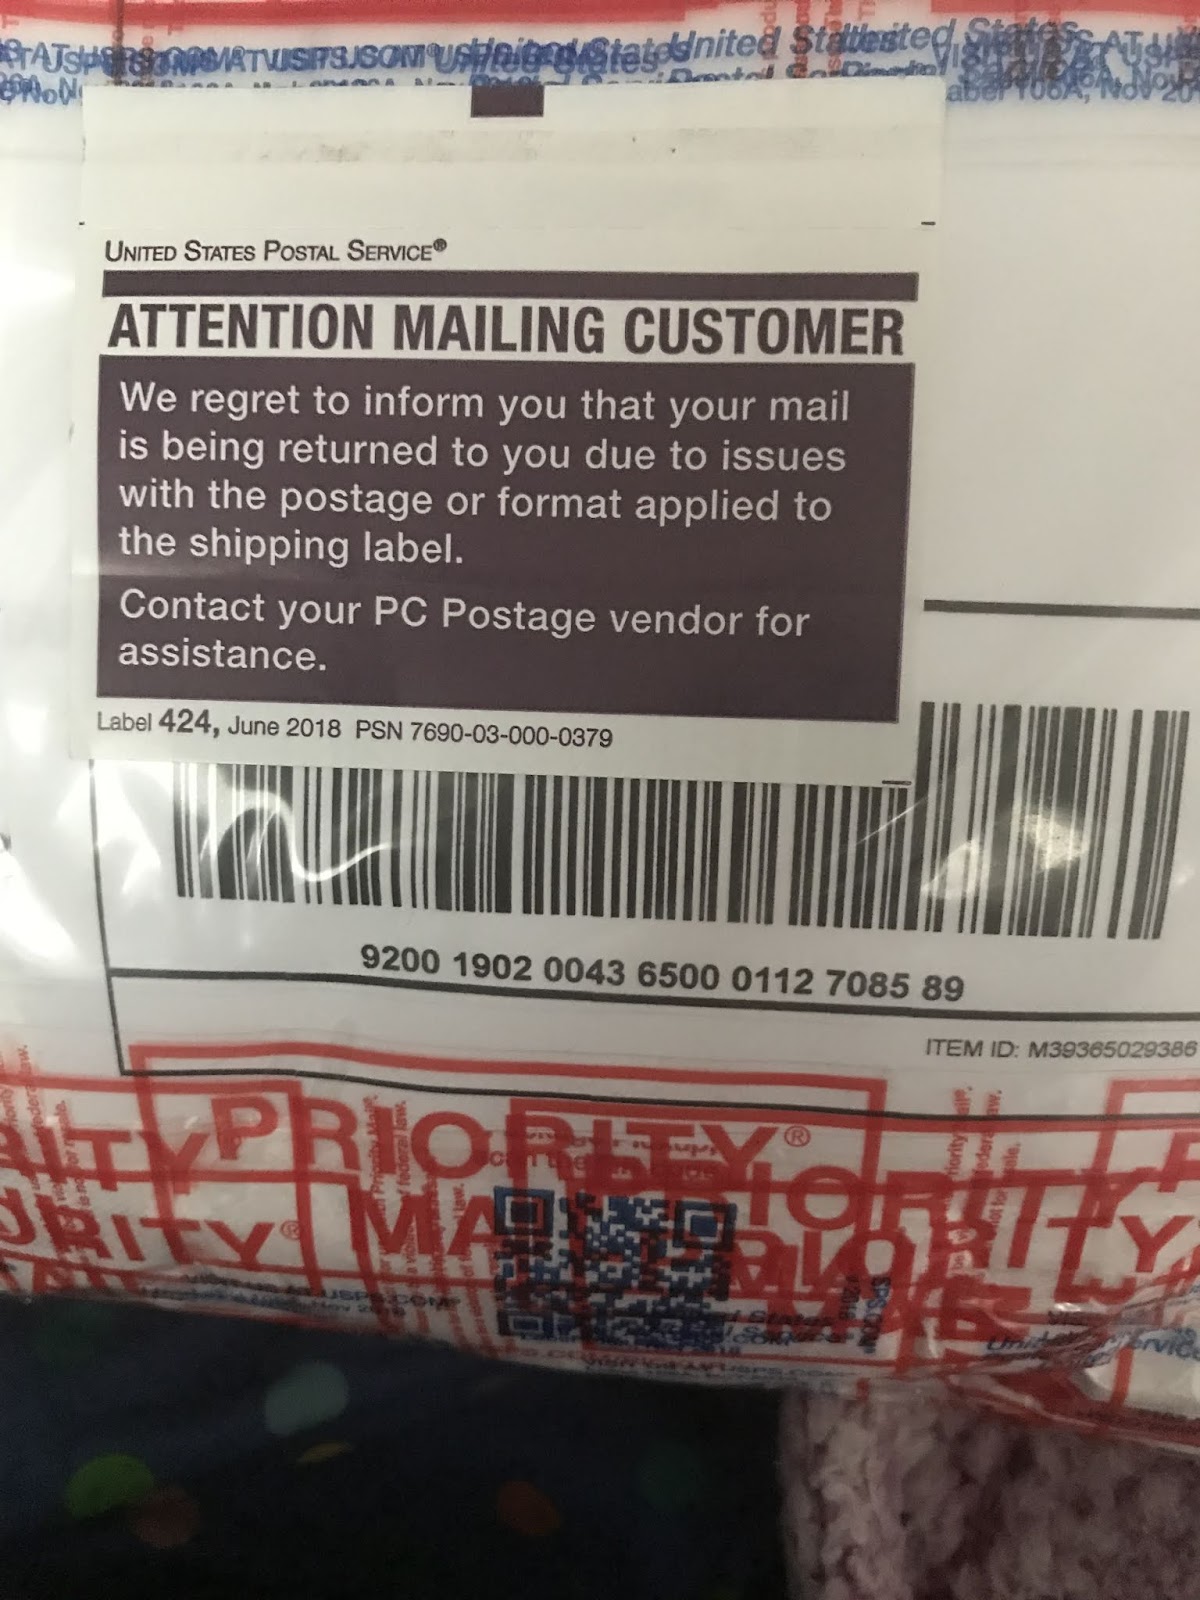 United States
UNITED STATES POSTAL SERVICE®
ATTENTION MAILING CUSTOMER
We regret to inform you that your mail
is being returned to you due to issues
with the postage or format applied to
the shipping label.
Contact your PC Postage vendor for
assistance.
Label 424, June 2018 PSN 7690-03-000-0379
9200 1902 0043 6500 0112 7085 89
ITEM ID: M39365029386
PRIORITY®
PRIORITY